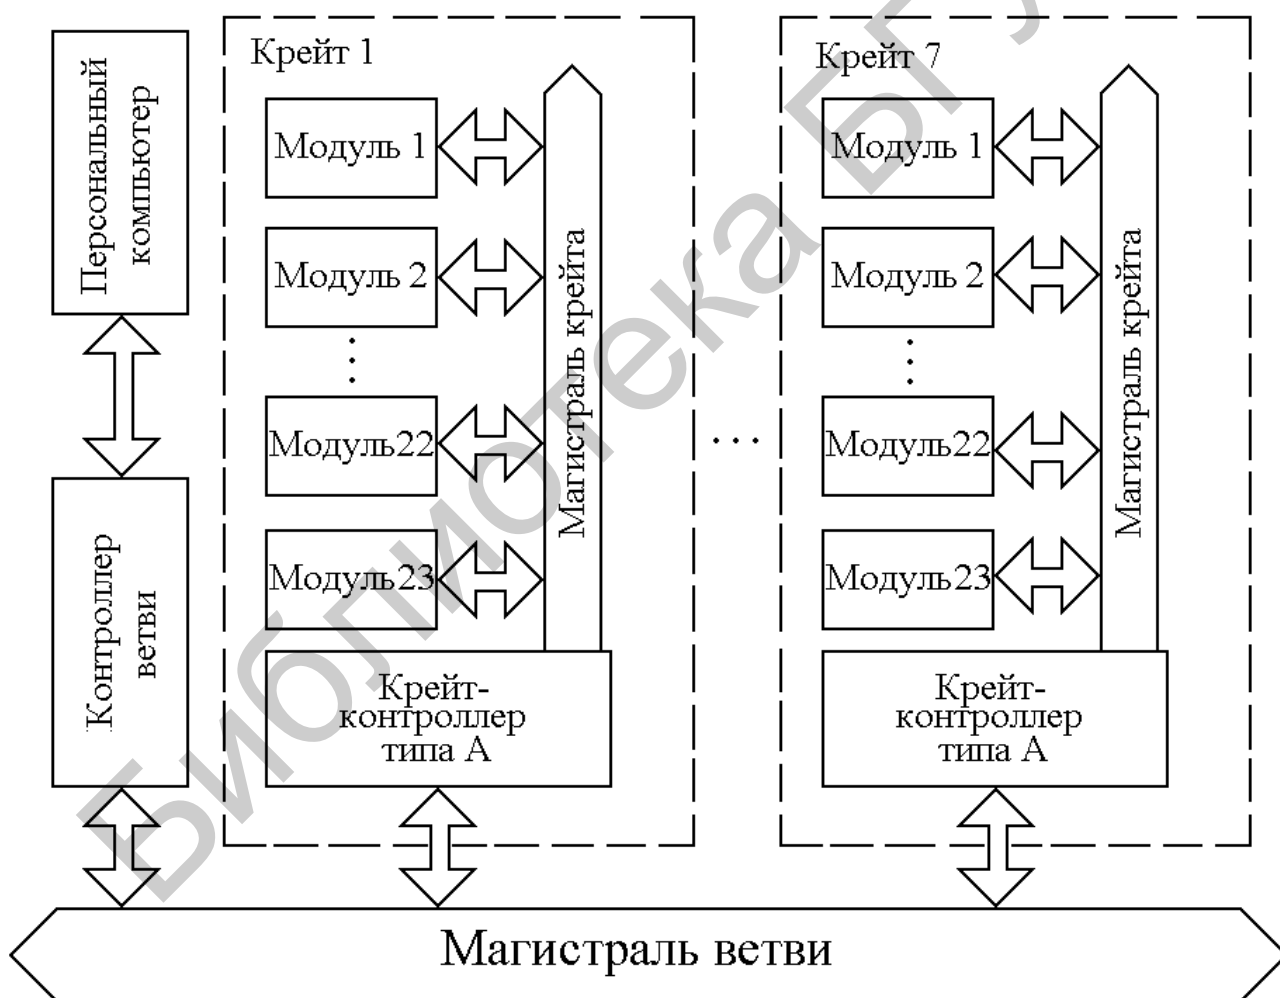 Персональный
компьютер
Контроллер
ветви
Крейт 1
Модуль 1
Модуль 2
Модуль22
Модуль23
Магистраль крейта
Крейт-
контроллер
типа А
Крейт 7
Модуль 1
Модуль 2
Модуль22
Модуль23
Магистраль крейта
Крейт-
контроллер
типа А
Магистраль ветви
Библиотека БГУ